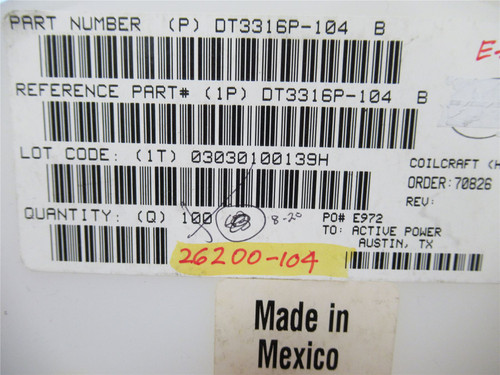 PART NUMBER (P) DT3316P-104 B
REFERENCE PART# (1P) DT3316P-104 B
LOT CODE: (1T) 03030100139H
COILCRAFT
ORDER: 70826
REV:
QUANTITY: (Q) 100
8-20
PO# E972
TO: ACTIVE POWER
AUSTIN, TX
26200-104
Made in
Mexico